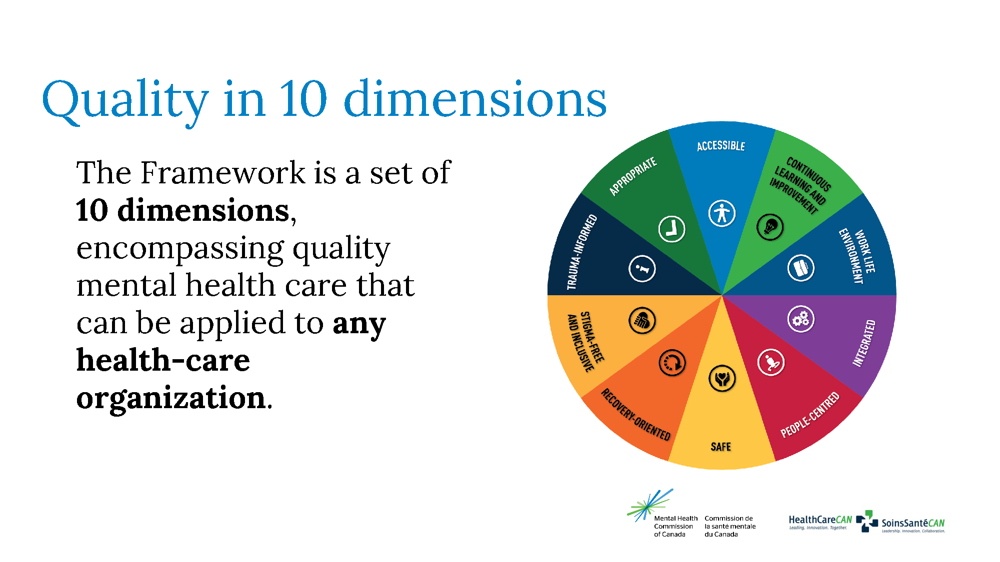 Quality in 10 dimensions
The Framework is a set of
10 dimensions,
encompassing quality
mental health care that
can be applied to any
health-care
organization.
ACCESSIBLE
CONTINUOUS
LEARNING AND
IMPROVEMENT
WORK LIFE
ENVIRONMENT
INTEGRATED
PEOPLE-CENTRED
SAFE
RECOVERY-ORIENTED
STIGMA-FREE
AND INCLUSIVE
TRAUMA-INFORMED
APPROPRIATE
Mental Health
Commission
of Canada
Commission de
la santé mentale
du Canada
HealthCareCAN
Leading. Innovation. Together.
SoinsSantéCAN
Leadership. Innovation. Collaboration.